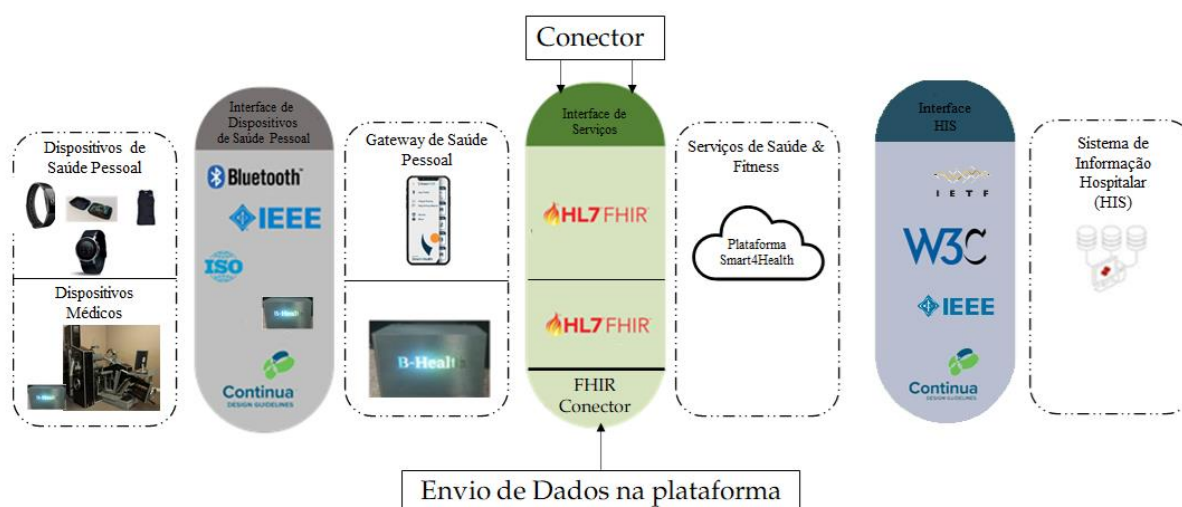 Conector
Dispositivos de
Saúde Pessoal
Dispositivos
Médicos
Interface de
Dispositivos
de Saúde Pessoal
Bluetooth™
IEEE
ISO
B-Healt
Continua
DESIGN GUIDELINES
Gateway de Saúde
Pessoal
B-Health
Interface de
Serviços
HL7 FHIR
HL7 FHIR
FHIR
Conector
Serviços de Saúde &
Fitness
Plataforma
Smart4Health
Interface
HIS
I E T F
W3C
IEEE
Continua
DESIGN GUIDELINES
Sistema de
Informação
Hospitalar
(HIS)
Envio de Dados na plataforma